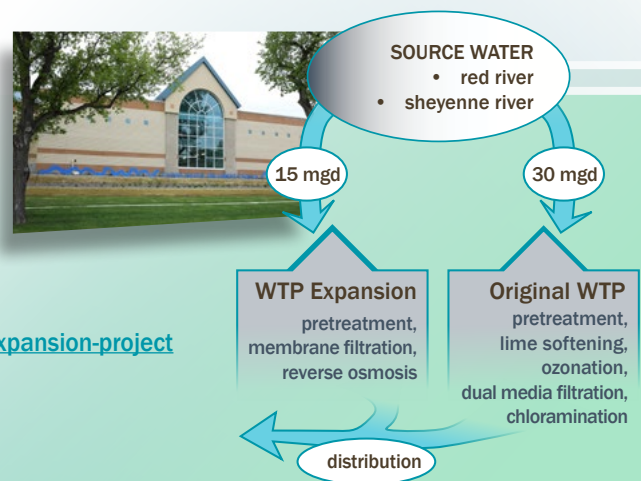 SOURCE WATER
• red river
• sheyenne river
15 mgd
30 mgd
WTP Expansion
pretreatment,
membrane filtration,
reverse osmosis
Original WTP
pretreatment,
lime softening,
ozonation,
dual media filtration,
chloramination
xpansion-project
distribution